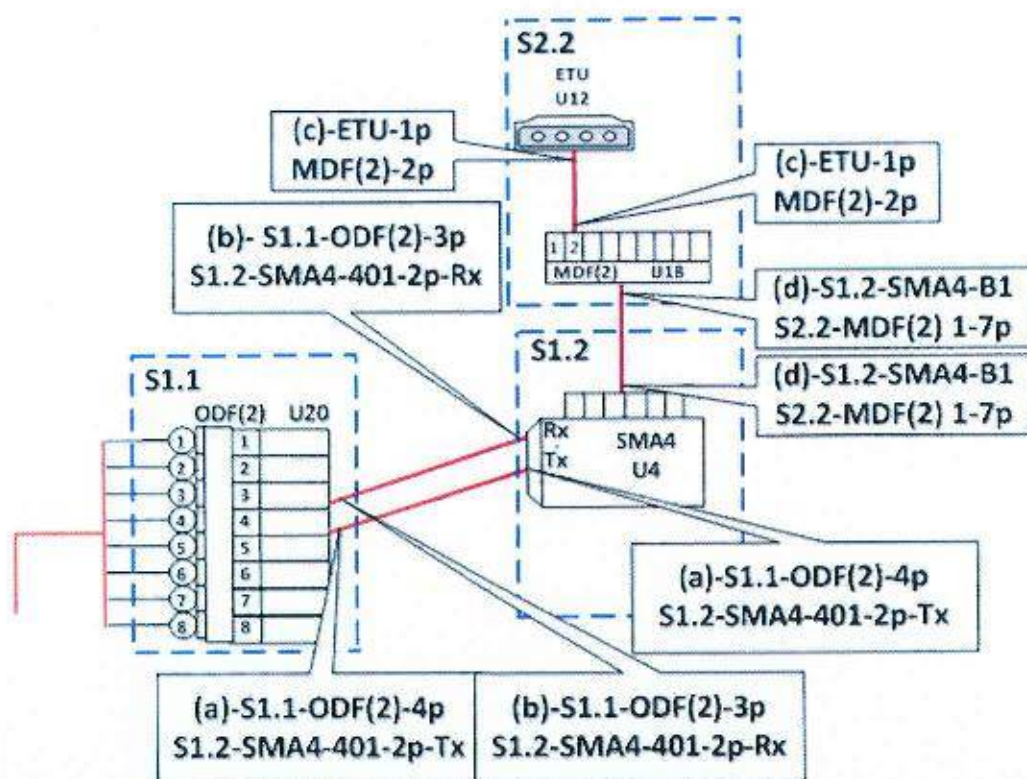 S2.2
ETU
U12
(c)-ETU-1p
MDF(2)-2p
(c)-ETU-1p
MDF(2)-2p
(b)- S1.1-ODF(2)-3p
S1.2-SMA4-401-2p-Rx
1 2
MDF(2) U18
(d)-S1.2-SMA4-B1
S2.2-MDF(2) 1-7p
S1.2
(d)-S1.2-SMA4-B1
S2.2-MDF(2) 1-7p
S1.1
ODF(2) U20
Rx
Tx
SMA4
U4
1 1
2 2
3 3
4 4
5 5
6 6
7 7
8 8
(a)-S1.1-ODF(2)-4p
S1.2-SMA4-401-2p-Tx
(a)-S1.1-ODF(2)-4p
S1.2-SMA4-401-2p-Tx
(b)-S1.1-ODF(2)-3p
S1.2-SMA4-401-2p-Rx